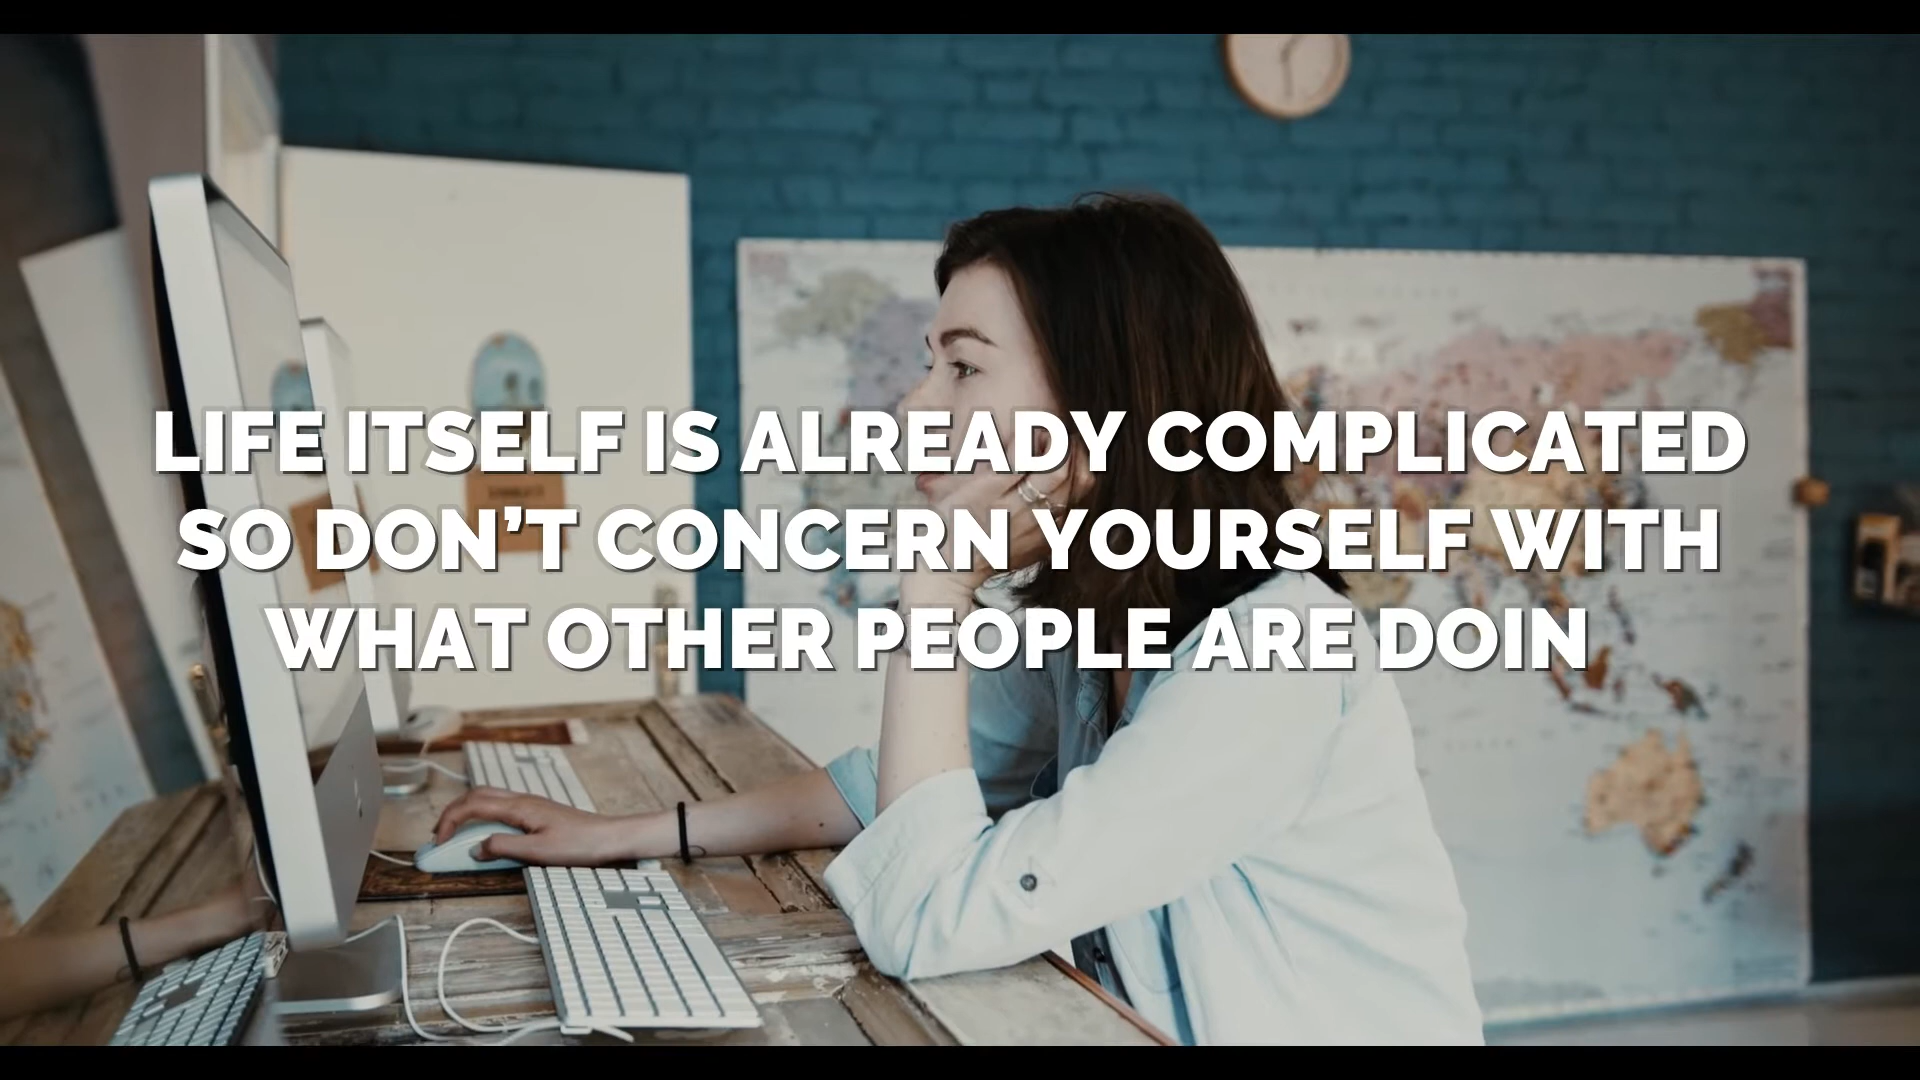 LIFE ITSELF IS ALREADY COMPLICATED
SO DON’T CONCERN YOURSELF WITH
WHAT OTHER PEOPLE ARE DOIN